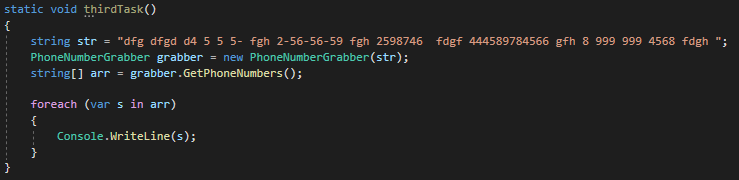 static void thirdTask()
{
    string str = "dfg dfgd d4 5 5 5- fgh 2-56-56-59 fgh 2598746  fdgf 444589784566 gfh 8 999 999 4568 fdgh ";
    PhoneNumberGrabber grabber = new PhoneNumberGrabber(str);
    string[] arr = grabber.GetPhoneNumbers();

    foreach (var s in arr)
    {
        Console.WriteLine(s);
    }
}